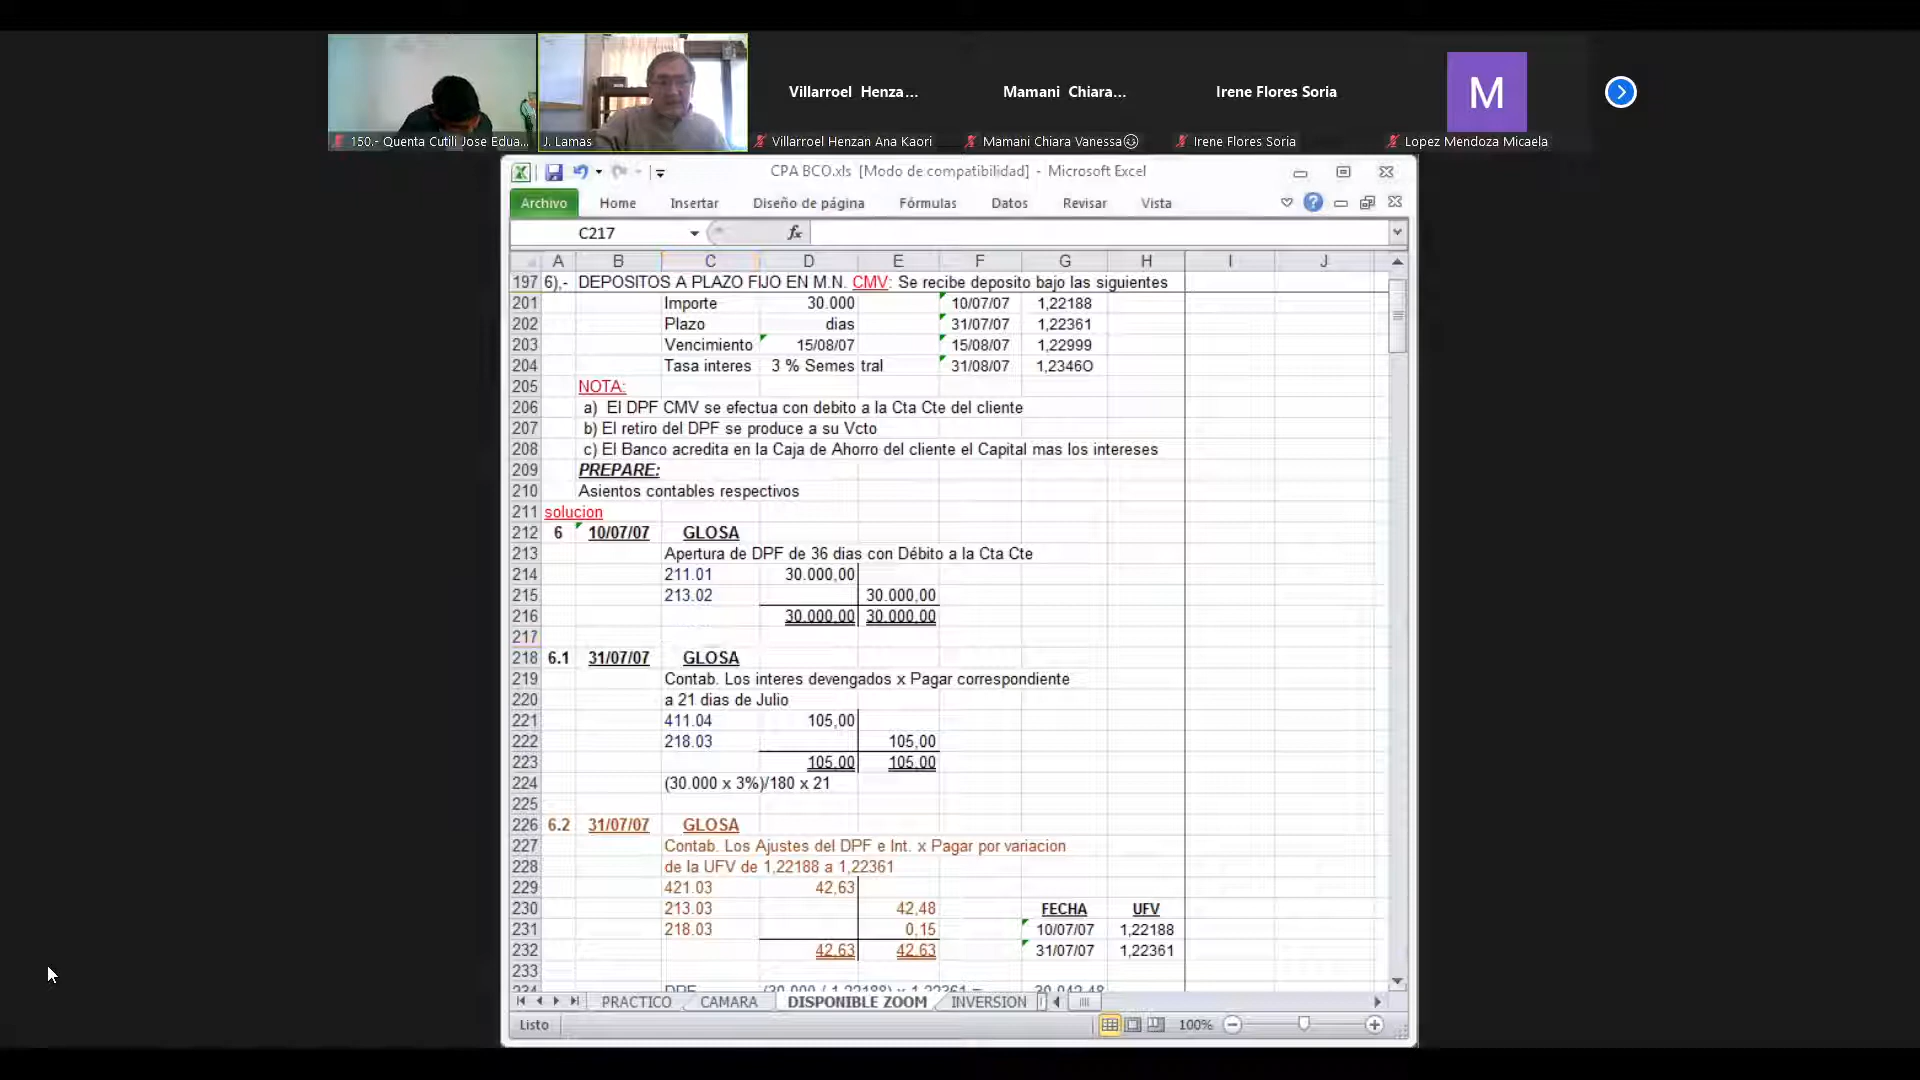 Villarroel Henza...
Mamani Chiara...
Irene Flores Soria
M
150.- Quenta Cutili Jose Edua...
J. Lamas
Villarroel Henzan Ana Kaori
Mamani Chiara Vanessa☺
Irene Flores Soria
Lopez Mendoza Micaela
CPA BCO.xls [Modo de compatibilidad] - Microsoft Excel
Archivo Home Insertar Diseño de página Fórmulas Datos Revisar Vista
C217 fx
A B C D E F G H I J
197 6),- DEPOSITOS A PLAZO FIJO EN M.N. CMV: Se recibe deposito bajo las siguientes
201 Importe 30.000 10/07/07 1,22188
202 Plazo dias 31/07/07 1,22361
203 Vencimiento 15/08/07 15/08/07 1,22999
204 Tasa interes 3 % Semes tral 31/08/07 1,2346O
205 NOTA:
206 a) El DPF CMV se efectua con debito a la Cta Cte del cliente
207 b) El retiro del DPF se produce a su Vcto
208 c) El Banco acredita en la Caja de Ahorro del cliente el Capital mas los intereses
209 PREPARE:
210 Asientos contables respectivos
211 solucion
212 6 10/07/07 GLOSA
213 Apertura de DPF de 36 dias con Débito a la Cta Cte
214 211.01 30.000,00
215 213.02 30.000,00
216 30.000,00 30.000,00
217
218 6.1 31/07/07 GLOSA
219 Contab. Los interes devengados x Pagar correspondiente
220 a 21 dias de Julio
221 411.04 105,00
222 218.03 105,00
223 105,00 105,00
224 (30.000 x 3%)/180 x 21
225
226 6.2 31/07/07 GLOSA
227 Contab. Los Ajustes del DPF e Int. x Pagar por variacion
228 de la UFV de 1,22188 a 1,22361
229 421.03 42,63
230 213.03 42,48 FECHA UFV
231 218.03 0,15 10/07/07 1,22188
232 42,63 42,63 31/07/07 1,22361
233
234 DPF (30.000 / 1,22188) x 1,22361 = 30.042,48
PRACTICO CAMARA DISPONIBLE ZOOM INVERSION
Listo 100%